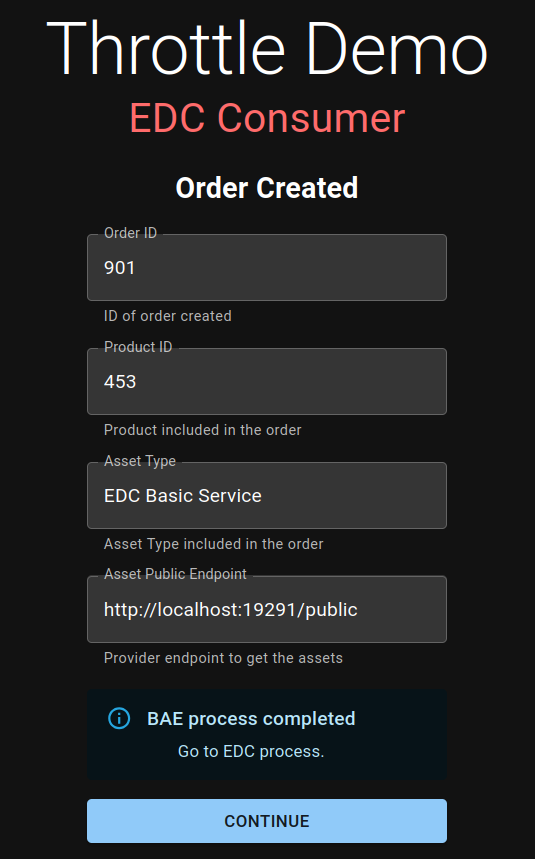 Throttle Demo
EDC Consumer
Order Created
Order ID
901
ID of order created
Product ID
453
Product included in the order
Asset Type
EDC Basic Service
Asset Type included in the order
Asset Public Endpoint
http://localhost:19291/public
Provider endpoint to get the assets
BAE process completed
Go to EDC process.
CONTINUE